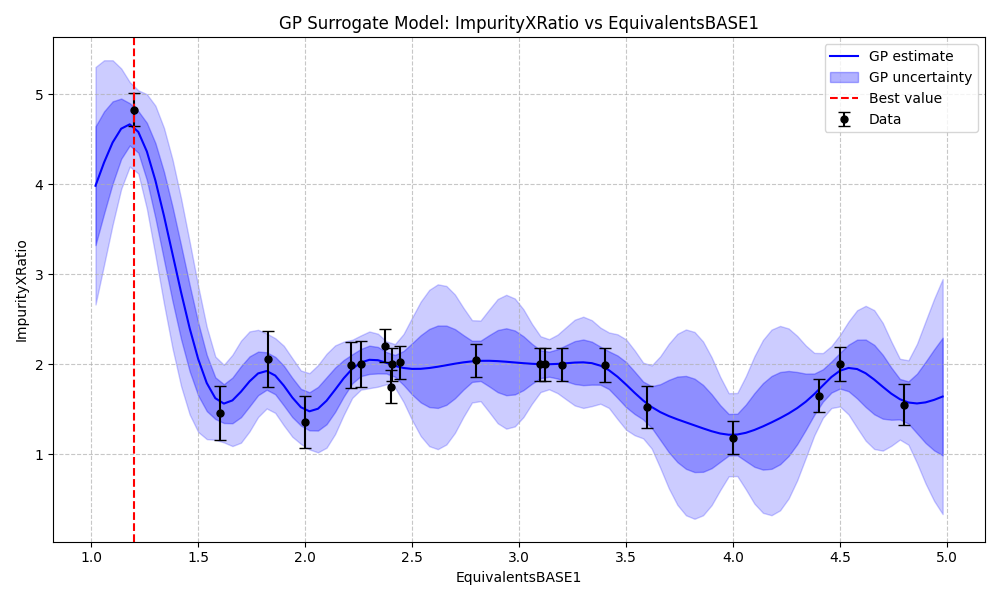 GP Surrogate Model: ImpurityXRatio vs EquivalentsBASE1
GP estimate
GP uncertainty
Best value
Data
ImpurityXRatio
5
4
3
2
1
1.0 1.5 2.0 2.5 3.0 3.5 4.0 4.5 5.0
EquivalentsBASE1